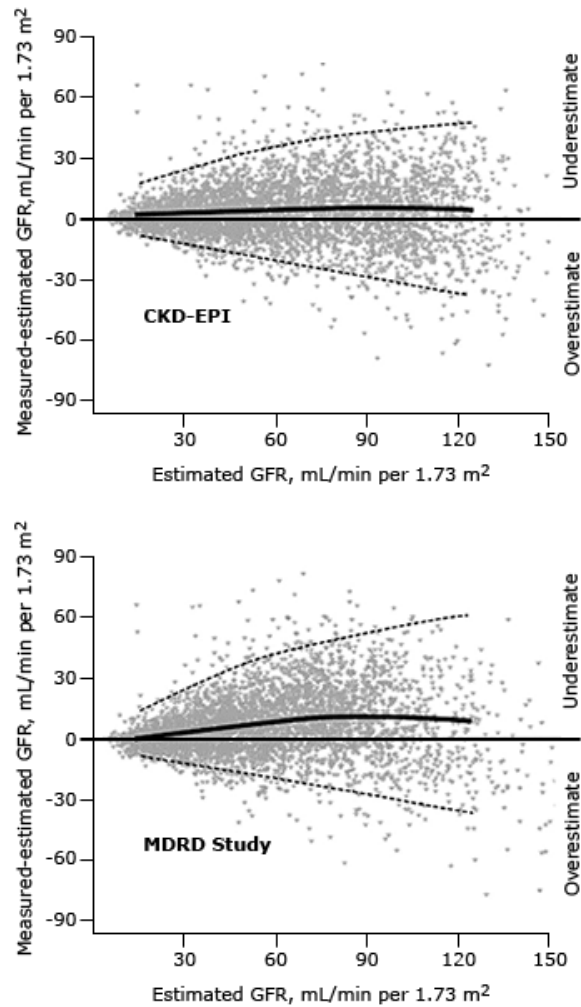 Measured-estimated GFR,mL/min per 1.73 m²
90
60
30
0
-30
-60
-90
Underestimate
Overestimate
CKD-EPI
30 60 90 120 150
Estimated GFR, mL/min per 1.73 m²
Measured-estimated GFR, mL/min per 1.73 m²
90
60
30
0
-30
-60
-90
Underestimate
Overestimate
MDRD Study
30 60 90 120 150
Estimated GFR, mL/min per 1.73 m²